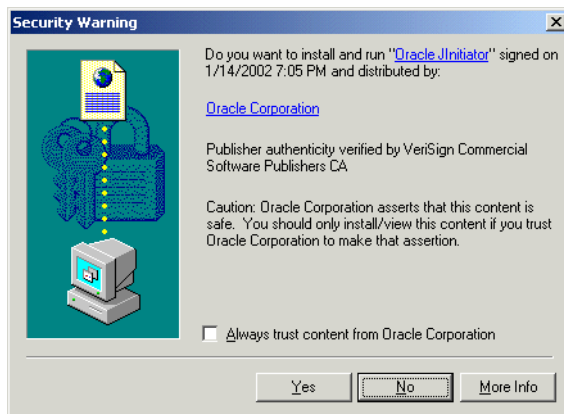 Security Warning
Do you want to install and run "Oracle JInitiator" signed on
1/14/2002 7:05 PM and distributed by:
Oracle Corporation
Publisher authenticity verified by VeriSign Commercial
Software Publishers CA
Caution: Oracle Corporation asserts that this content is
safe. You should only install/view this content if you trust
Oracle Corporation to make that assertion.
Always trust content from Oracle Corporation
Yes
No
More Info